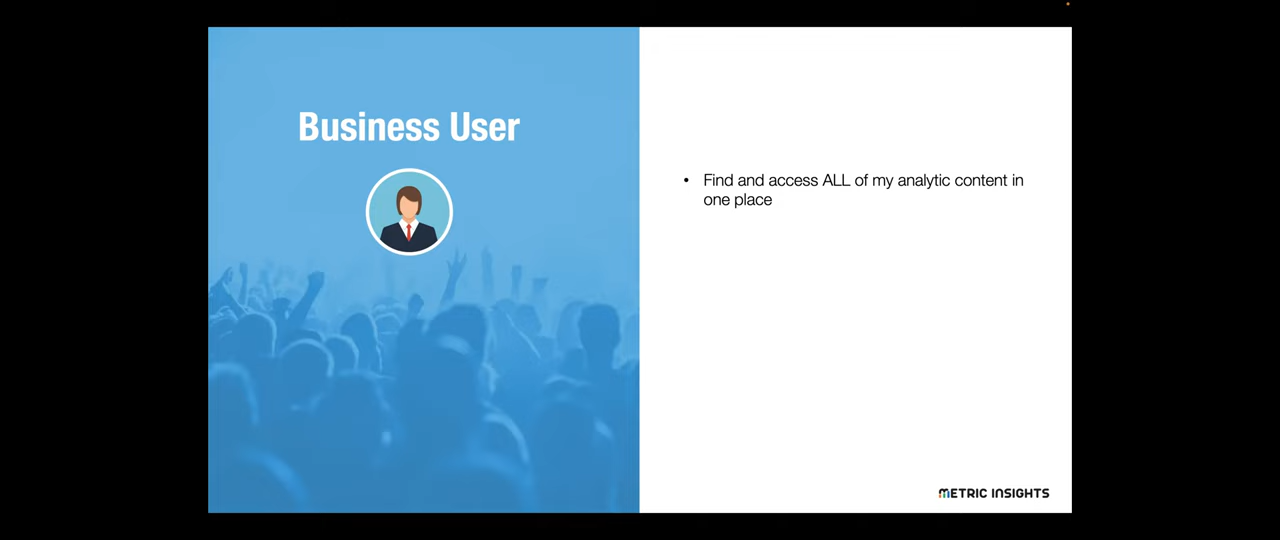 Business User
• Find and access ALL of my analytic content in
one place
METRIC INSIGHTS